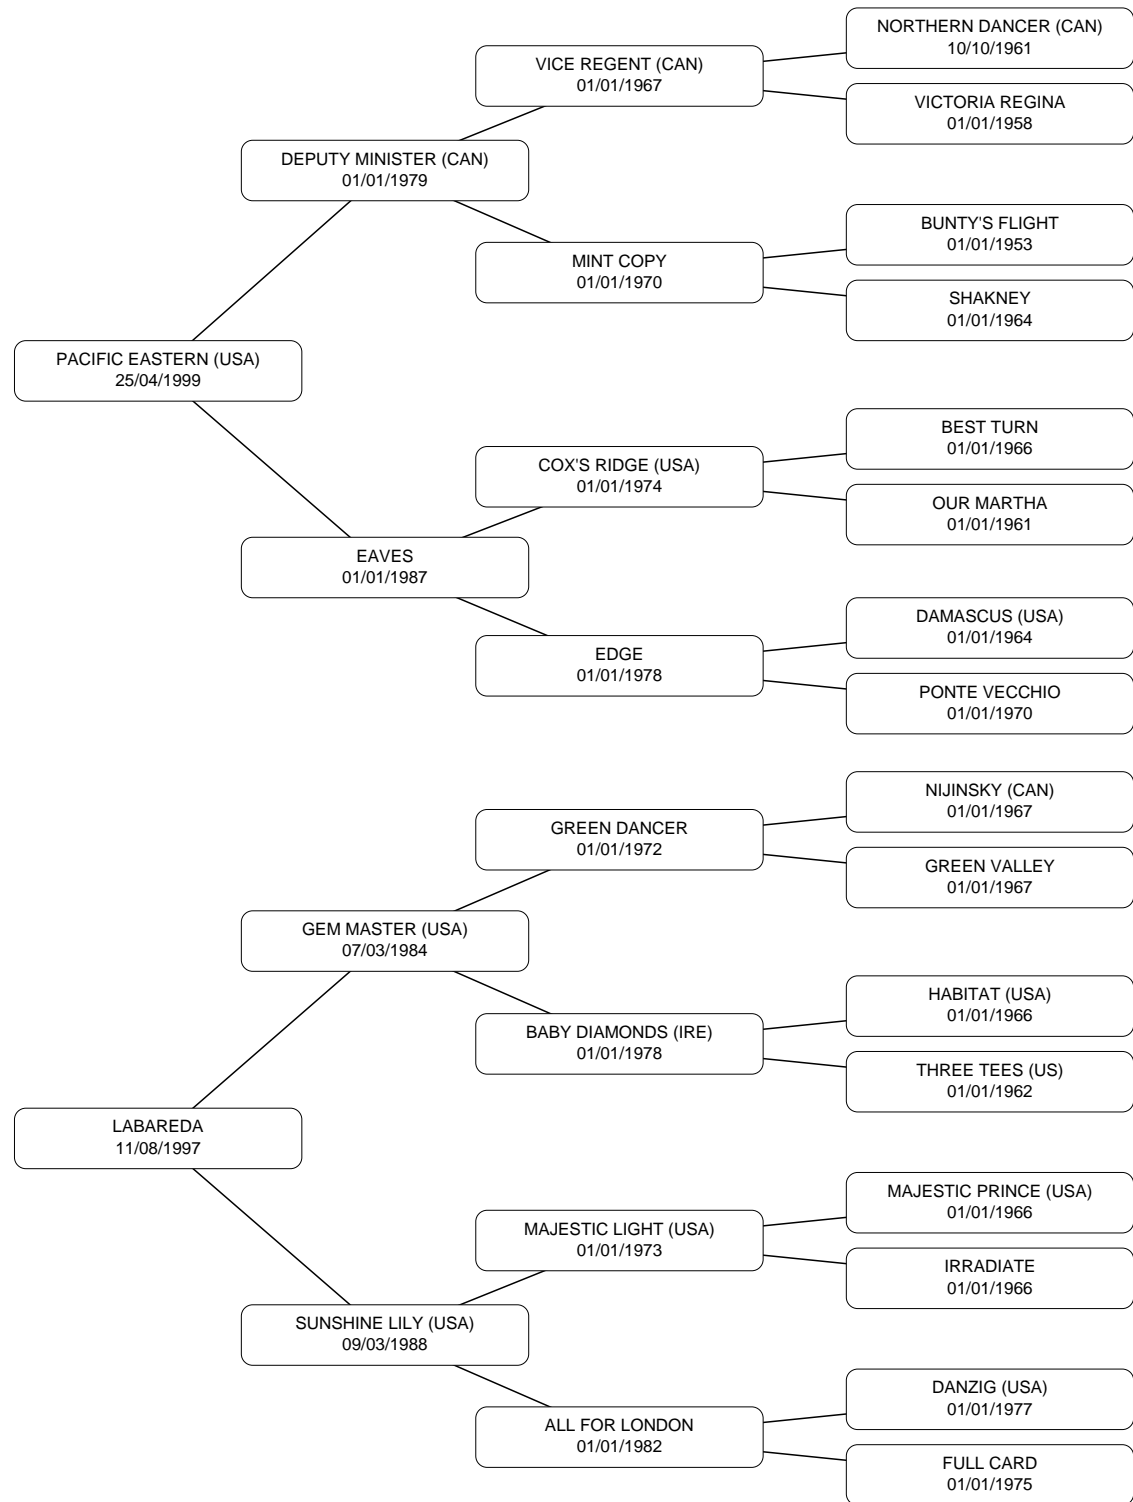 NORTHERN DANCER (CAN)
10/10/1961
VICE REGENT (CAN)
01/01/1967
VICTORIA REGINA
01/01/1958
DEPUTY MINISTER (CAN)
01/01/1979
BUNTY'S FLIGHT
01/01/1953
MINT COPY
01/01/1970
SHAKNEY
01/01/1964
PACIFIC EASTERN (USA)
25/04/1999
BEST TURN
01/01/1966
COX'S RIDGE (USA)
01/01/1974
OUR MARTHA
01/01/1961
EAVES
01/01/1987
DAMASCUS (USA)
01/01/1964
EDGE
01/01/1978
PONTE VECCHIO
01/01/1970
NIJINSKY (CAN)
01/01/1967
GREEN DANCER
01/01/1972
GREEN VALLEY
01/01/1967
GEM MASTER (USA)
07/03/1984
HABITAT (USA)
01/01/1966
BABY DIAMONDS (IRE)
01/01/1978
THREE TEES (US)
01/01/1962
LABAREDA
11/08/1997
MAJESTIC PRINCE (USA)
01/01/1966
MAJESTIC LIGHT (USA)
01/01/1973
IRRADIATE
01/01/1966
SUNSHINE LILY (USA)
09/03/1988
DANZIG (USA)
01/01/1977
ALL FOR LONDON
01/01/1982
FULL CARD
01/01/1975